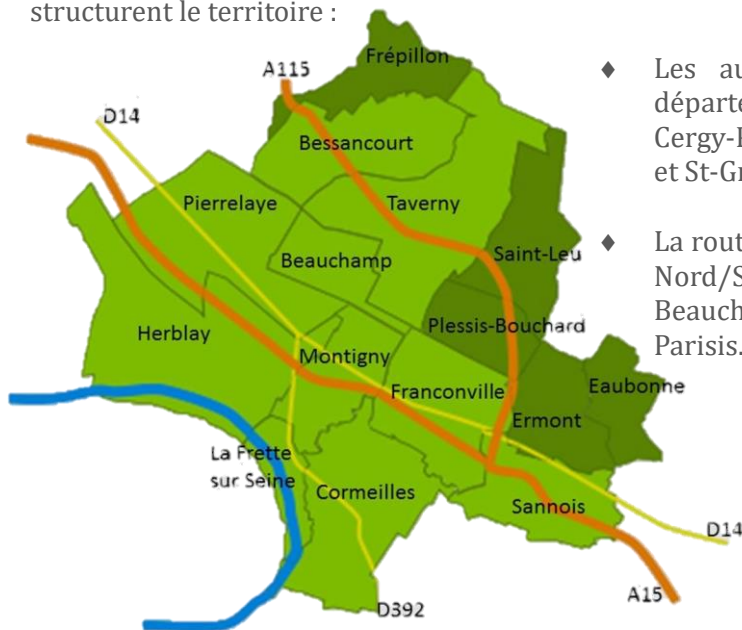 structurent le territoire :
Frépillon
A115
D14
Bessancourt
Pierrelaye
Taverny
Beauchamp
Saint-Leu
Herblay
Plessis-Bouchard
Montigny
Franconville
Eaubonne
Ermont
La Frette
sur Seine
Cormeilles
Sannois
D14
A15
D392
♦ Les au
départe
Cergy-
et St-Gr
♦ La rout
Nord/S
Beauch
Parisis.